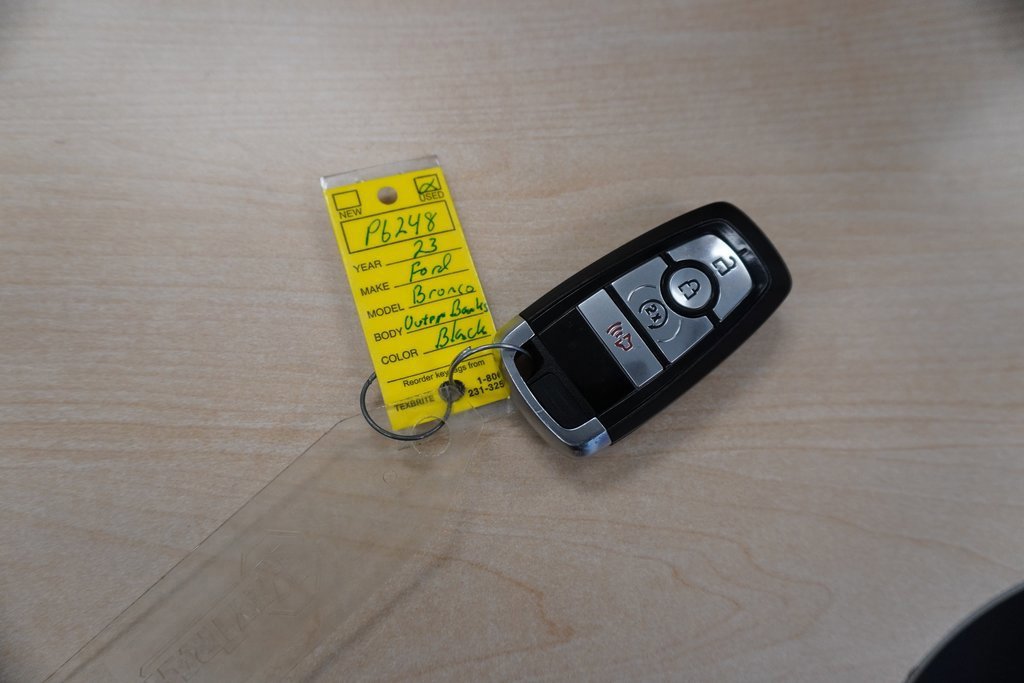 NEW USED
P6248
YEAR 23
MAKE Ford
MODEL Bronco
BODY Outer Banks
COLOR Black
Reorder key tags from
TEXBRITE 1-800
231-325
2x